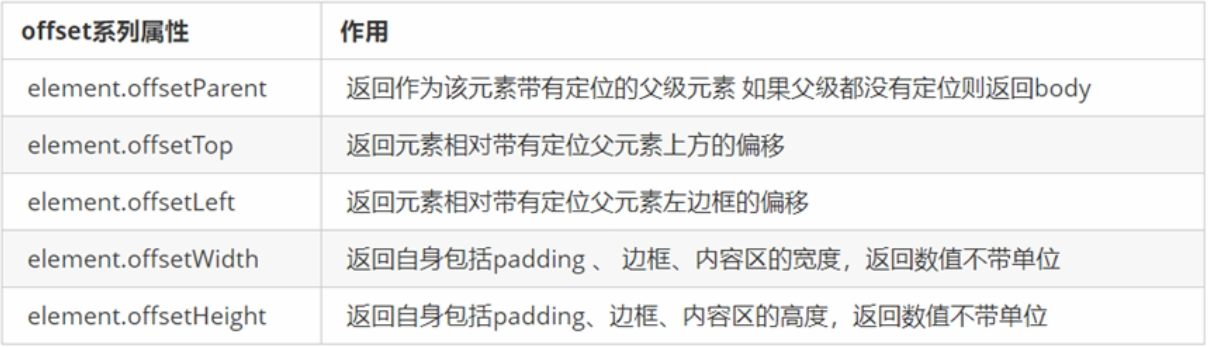 offset系列属性 作用
element.offsetParent 返回作为该元素带有定位的父级元素 如果父级都没有定位则返回body
element.offsetTop 返回元素相对带有定位父元素上方的偏移
element.offsetLeft 返回元素相对带有定位父元素左边框的偏移
element.offsetWidth 返回自身包括padding 、 边框、内容区的宽度，返回数值不带单位
element.offsetHeight 返回自身包括padding、边框、内容区的高度，返回数值不带单位